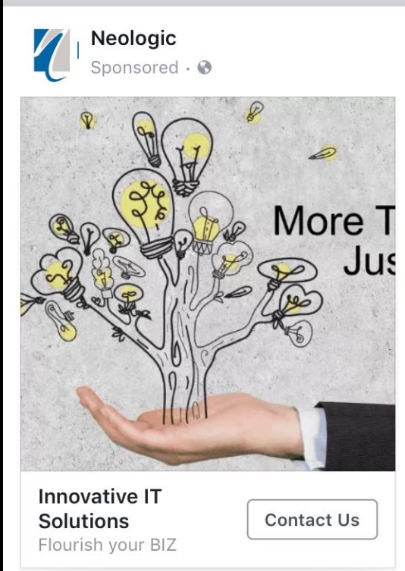 Neologic
Sponsored ·
More T
Jus
Innovative IT
Solutions
Contact Us
Flourish your BIZ